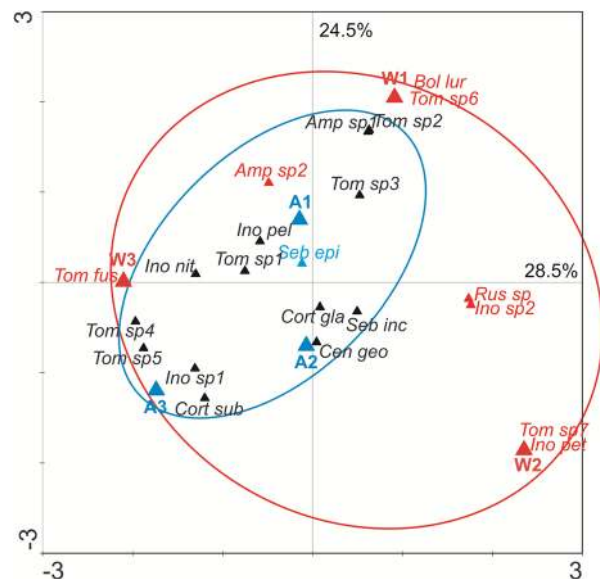 3
24.5%
W1 Bol lur
Tom sp6
Amp sp1 Tom sp2
Amp sp2
Tom sp3
A1
Ino pel
Seb epi
W3
Tom fus
Ino nit
Tom sp1
28.5%
Rus sp
Ino sp2
Cort gla
Seb inc
Tom sp4
Cen geo
Tom sp5
A2
Ino sp1
A3
Cort sub
Tom sp7
Ino pet
W2
-3
-3
3